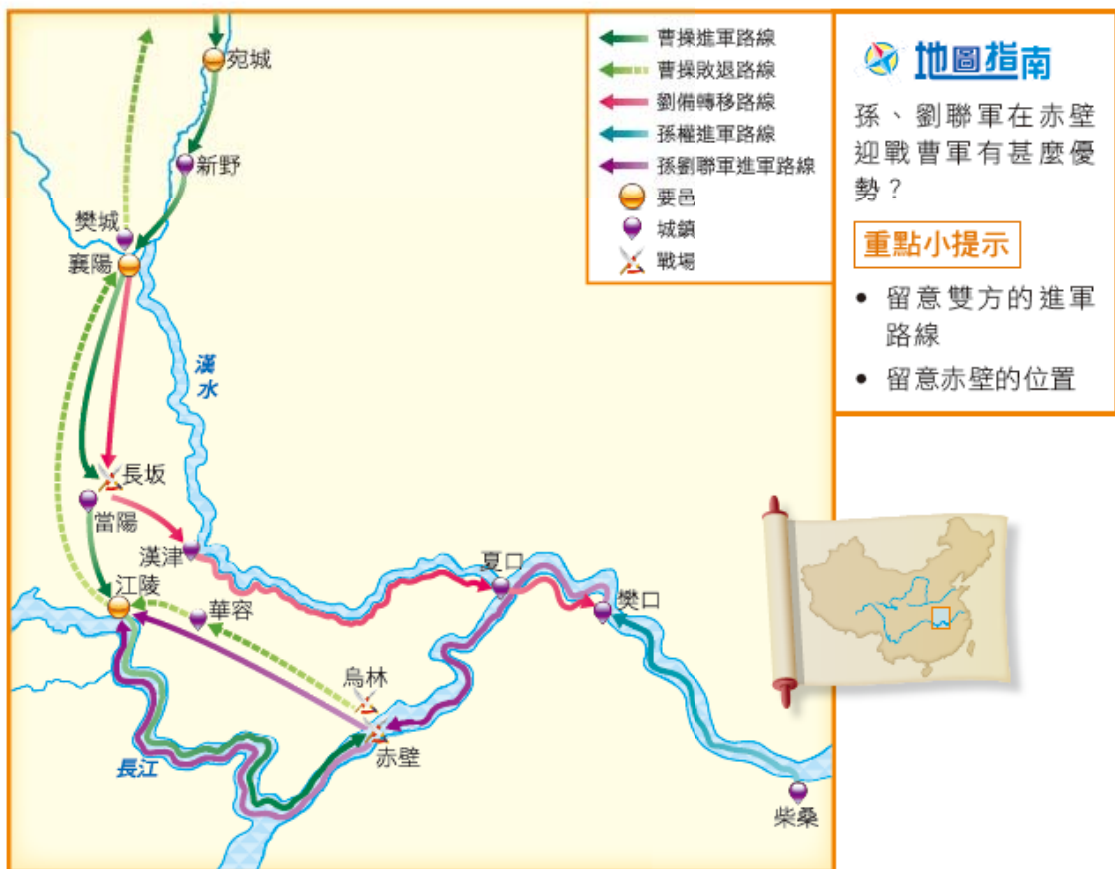 宛城
新野
樊城
襄陽
漢水
長坂
當陽
漢津
江陵
華容
夏口
樊口
烏林
赤壁
長江
柴桑
曹操進軍路線
曹操敗退路線
劉備轉移路線
孫權進軍路線
孫劉聯軍進軍路線
要邑
城鎮
戰場
地圖指南
孫、劉聯軍在赤壁
迎戰曹軍有甚麼優
勢？
重點小提示
• 留意雙方的進軍
路線
• 留意赤壁的位置